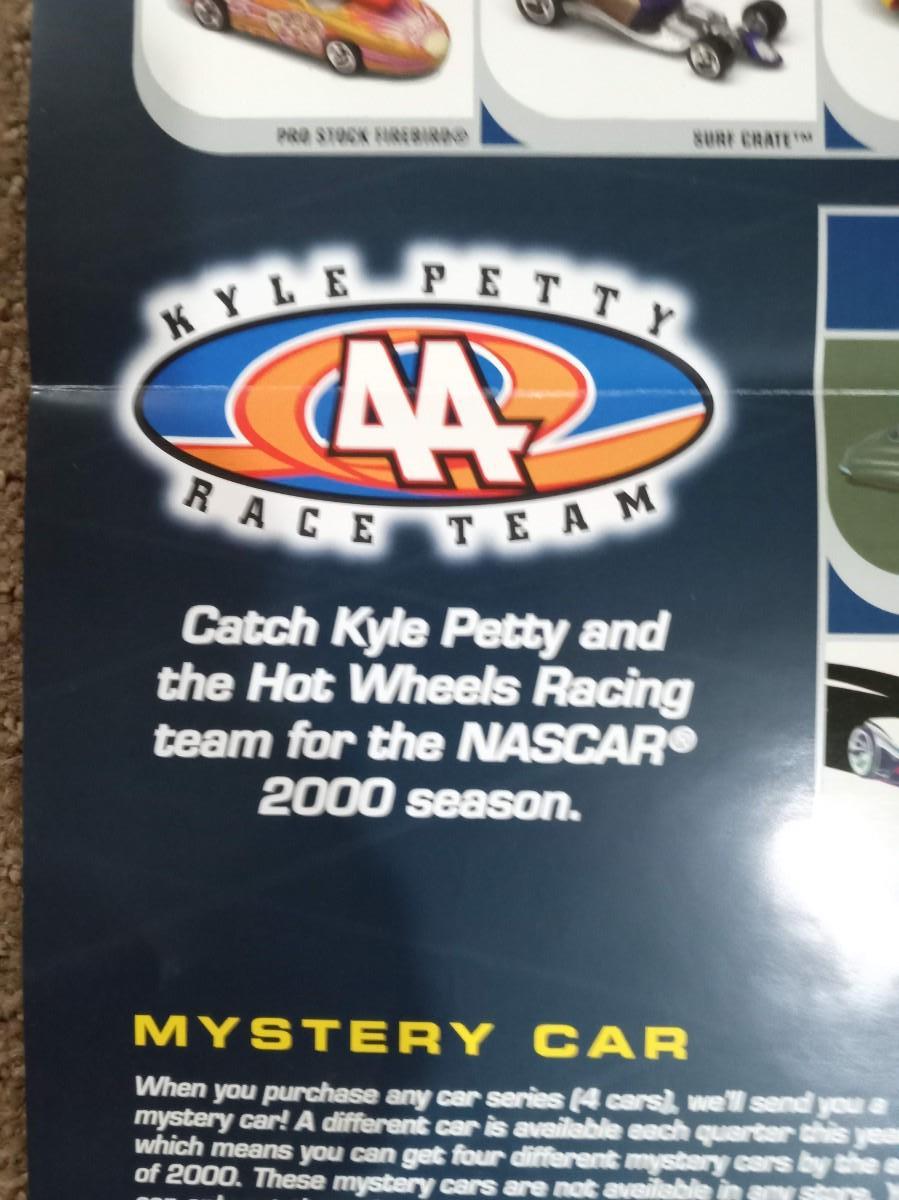 PRO STOCK FIREBIRD®
SURF CRATE™
KYLE PETTY
44
RACE TEAM
Catch Kyle Petty and
the Hot Wheels Racing
team for the NASCAR®
2000 season.
MYSTERY CAR
When you purchase any car series (4 cars), we'll send you a
mystery car! A different car is available each quarter this
which means you can get four different mystery cars by the
of 2000. These mystery cars are not available in any store.